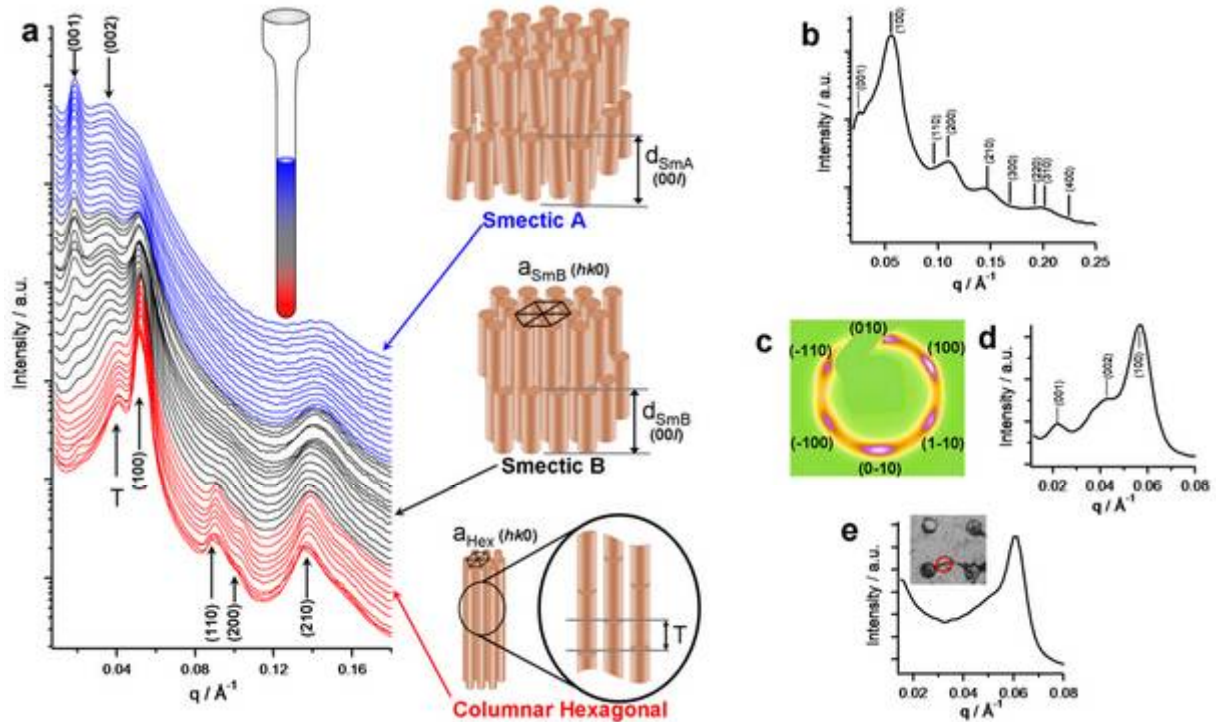 a
(001)
(002)
Intensity / a.u.
T
(100)
(110)
(200)
(210)
0.04
0.08
0.12
0.16
q / Å⁻¹
d SmA
(00l)
Smectic A
a SmB (hk0)
d SmB
(00l)
Smectic B
a Hex (hk0)
T
Columnar Hexagonal
b
Intensity / a.u.
(001)
(100)
(110)
(200)
(210)
(300)
(220)
(310)
(400)
0.05
0.10
0.15
0.20
0.25
q / Å⁻¹
c
(010)
(-110)
(100)
(-100)
(1-10)
(0-10)
d
Intensity / a.u.
(001)
(002)
(100)
0.02
0.04
0.06
0.08
q / Å⁻¹
e
Intensity / a.u.
0.02
0.04
0.06
0.08
q / Å⁻¹